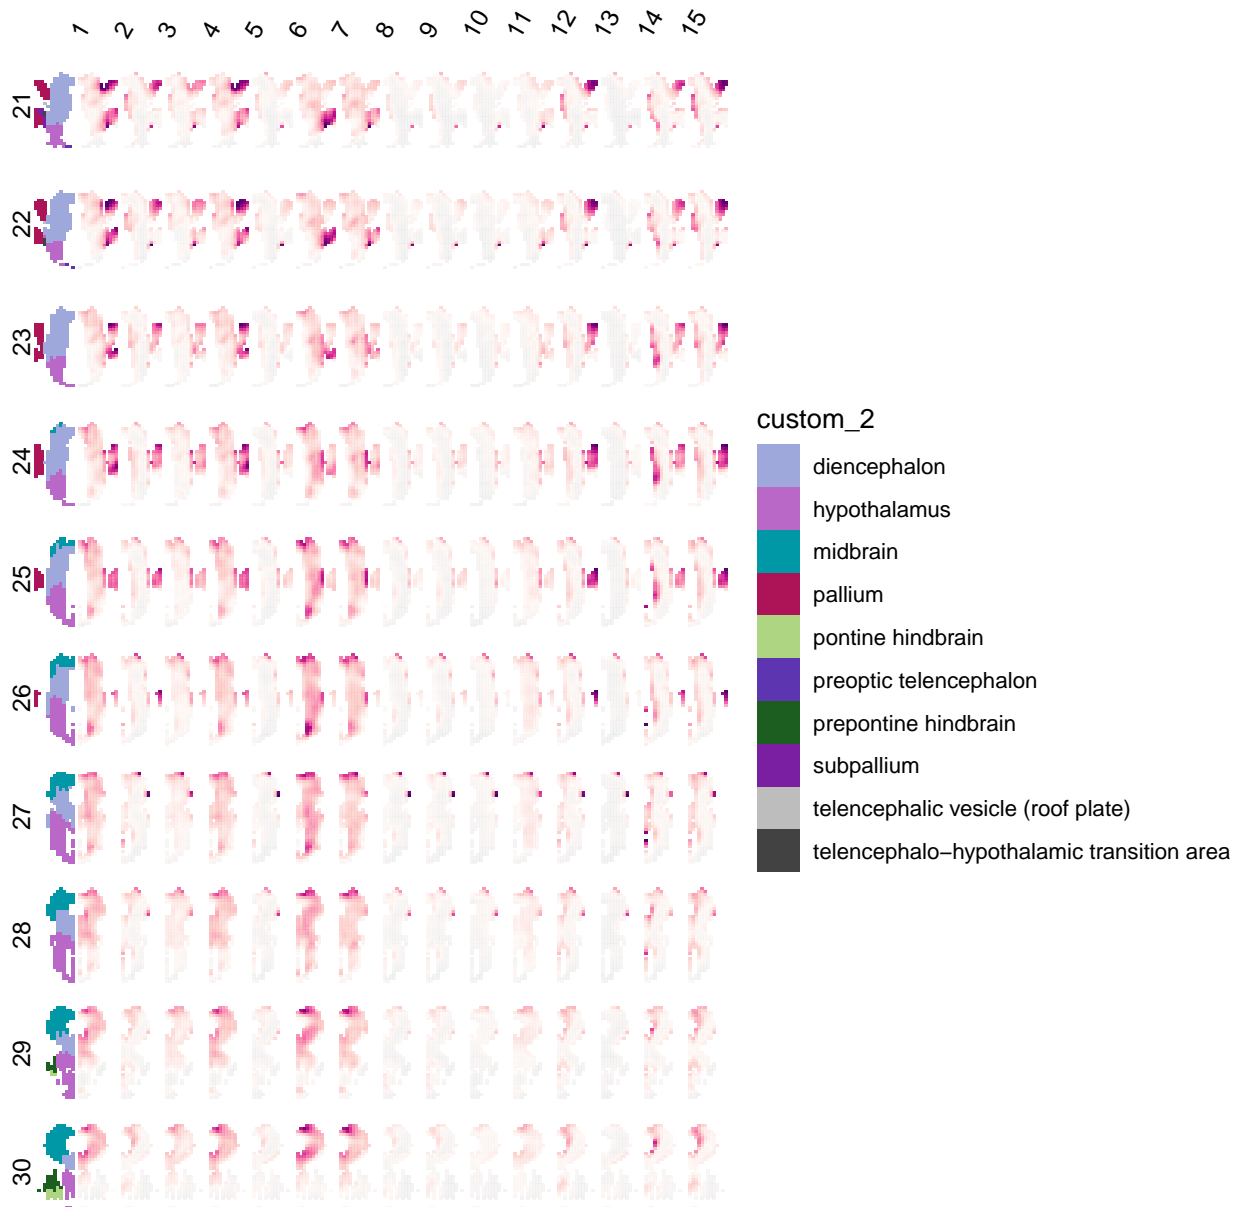 1 2 3 4 5 6 7 8 9 10 11 12 13 14 15
21
22
23
24
25
26
27
28
29
30
custom_2
diencephalon
hypothalamus
midbrain
pallium
pontine hindbrain
preoptic telencephalon
prepontine hindbrain
subpallium
telencephalic vesicle (roof plate)
telencephalo−hypothalamic transition area